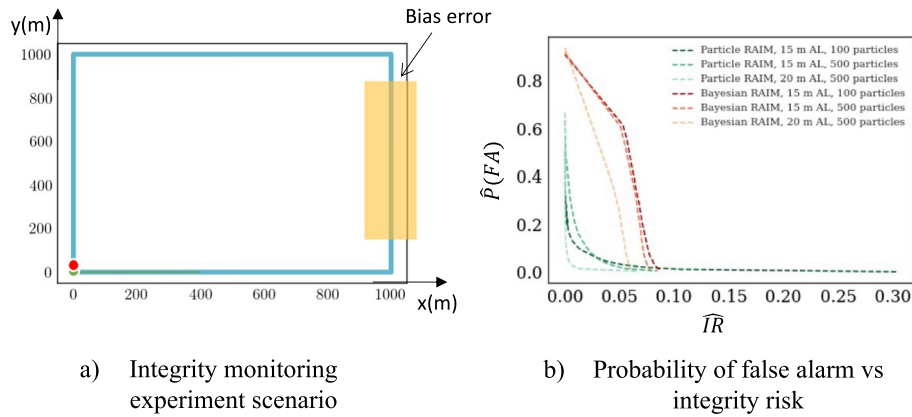 Bias error
y(m)
1000
800
600
400
200
0
0 200 400 600 800 1000
x(m)
a) Integrity monitoring
experiment scenario
Particle RAIM, 15 m AL, 100 particles
Particle RAIM, 15 m AL, 500 particles
Particle RAIM, 20 m AL, 500 particles
Bayesian RAIM, 15 m AL, 100 particles
Bayesian RAIM, 15 m AL, 500 particles
Bayesian RAIM, 20 m AL, 500 particles
0.8
0.6
0.4
0.2
0.0
P̂(FA)
0.00 0.05 0.10 0.15 0.20 0.25 0.30
\widehat{IR}
b) Probability of false alarm vs
integrity risk